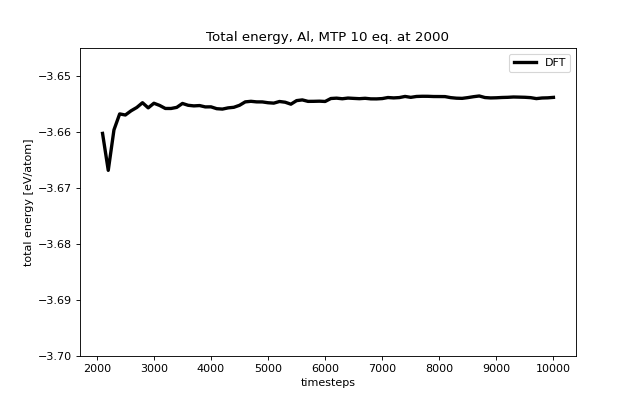 Total energy, Al, MTP 10 eq. at 2000
DFT
total energy [eV/atom]
−3.65
−3.66
−3.67
−3.68
−3.69
−3.70
2000 3000 4000 5000 6000 7000 8000 9000 10000
timesteps